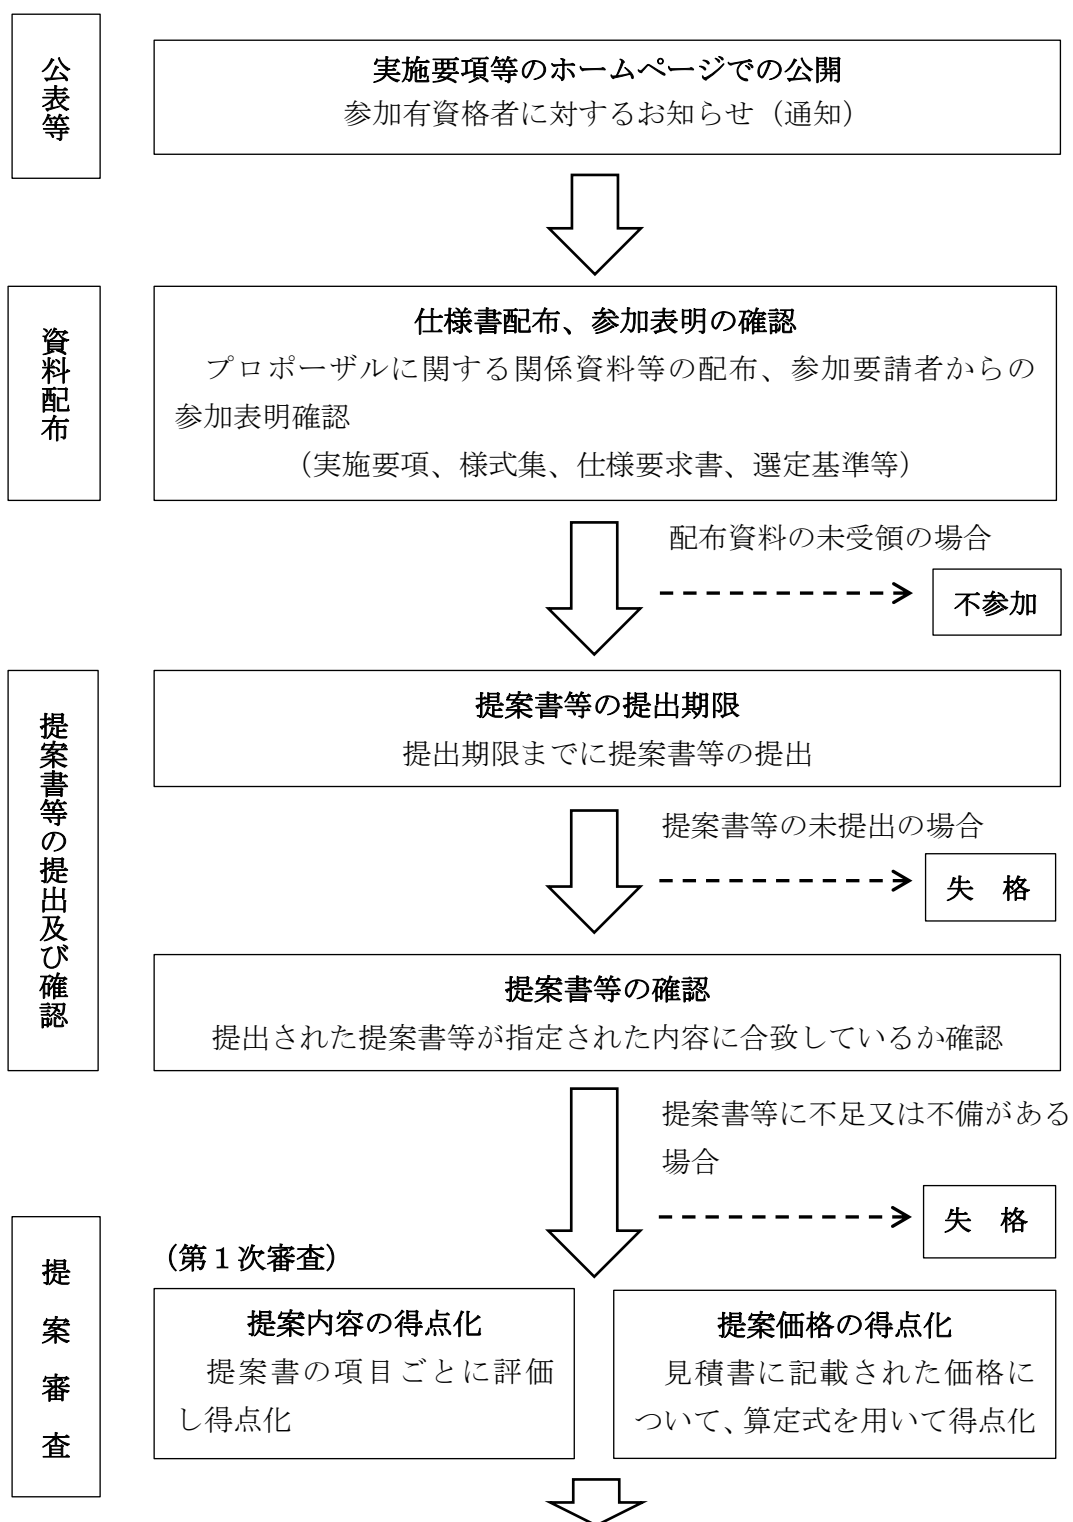 公表等
実施要項等のホームページでの公開
参加有資格者に対するお知らせ（通知）
資料配布
仕様書配布、参加表明の確認
プロポーザルに関する関係資料等の配布、参加要請者からの
参加表明確認
（実施要項、様式集、仕様要求書、選定基準等）
配布資料の未受領の場合
不参加
提案書等の提出及び確認
提案書等の提出期限
提出期限までに提案書等の提出
提案書等の未提出の場合
失　格
提案書等の確認
提出された提案書等が指定された内容に合致しているか確認
提案書等に不足又は不備がある
場合
失　格
提案審査
（第１次審査）
提案内容の得点化
提案書の項目ごとに評価
し得点化
提案価格の得点化
見積書に記載された価格に
ついて、算定式を用いて得点化